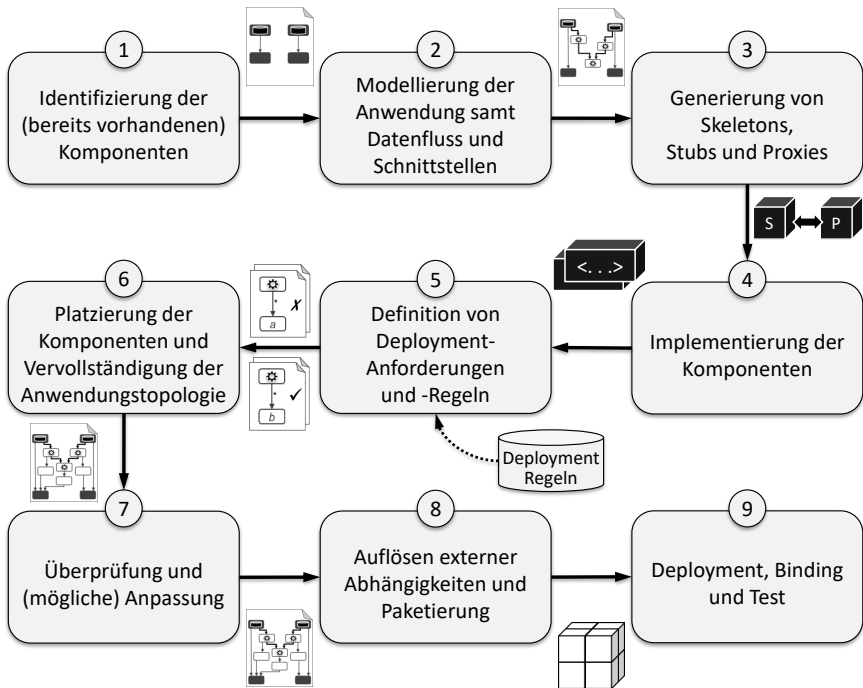 1
Identifizierung der
(bereits vorhandenen)
Komponenten
2
Modellierung der
Anwendung samt
Datenfluss und
Schnittstellen
3
Generierung von
Skeletons,
Stubs und Proxies
S
P
4
Implementierung der
Komponenten
<...>
5
Definition von
Deployment-
Anforderungen
und -Regeln
Deployment
Regeln
*
a
✗
*
b
✓
6
Platzierung der
Komponenten und
Vervollständigung der
Anwendungstopologie
7
Überprüfung und
(mögliche) Anpassung
8
Auflösen externer
Abhängigkeiten und
Paketierung
9
Deployment, Binding
und Test